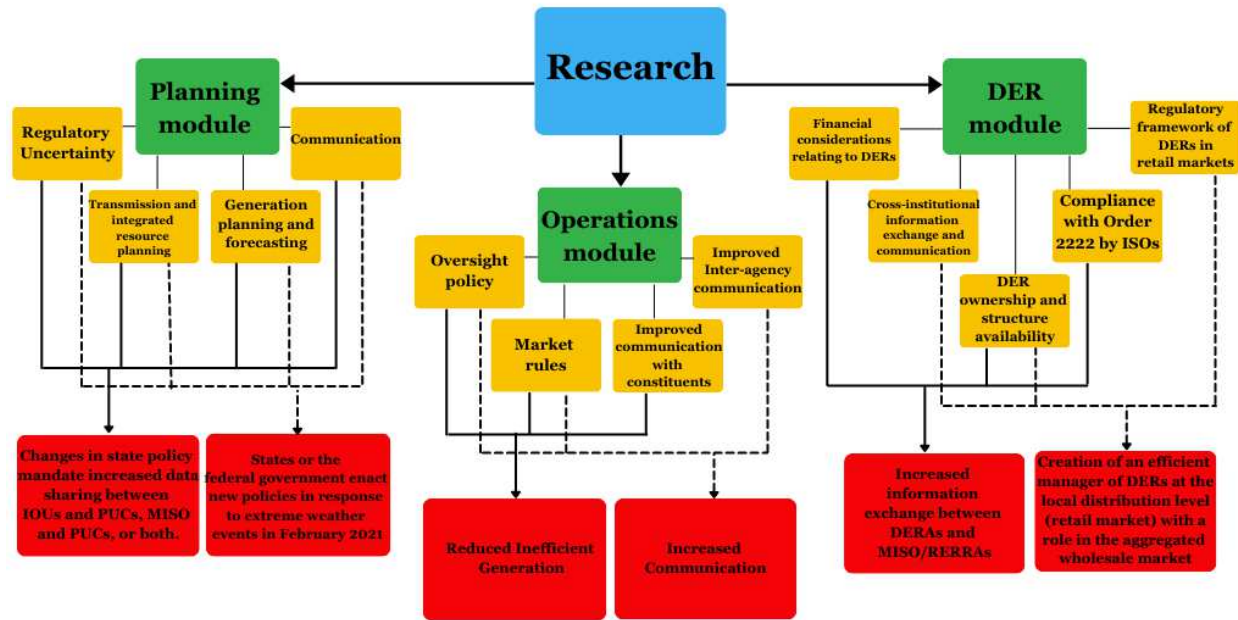 Research
Planning
module
Regulatory
Uncertainty
Communication
Transmission and
integrated
resource
planning
Generation
planning and
forecasting
Operations
module
Oversight
policy
Improved
Inter-agency
communication
Market
rules
Improved
communication
with
constituents
DER
module
Financial
considerations
relating to DERs
Regulatory
framework of
DERs in
retail markets
Cross-institutional
information
exchange and
communication
Compliance
with Order
2222 by ISOs
DER
ownership and
structure
availability
Changes in state policy
mandate increased data
sharing between
IOUs and PUCs, MISO
and PUCs, or both.
States or the
federal government enact
new policies in response
to extreme weather
events in February 2021
Reduced Inefficient
Generation
Increased
Communication
Increased
information
exchange between
DERAs and
MISO/RERRAs
Creation of an efficient
manager of DERs at the
local distribution level
(retail market) with a
role in the aggregated
wholesale market